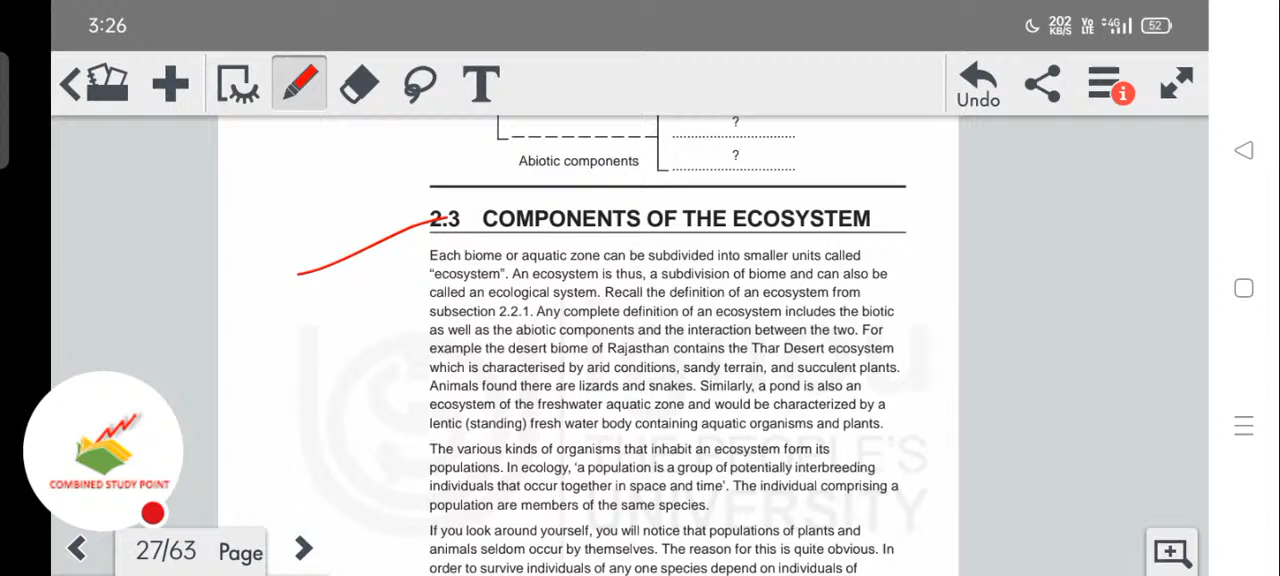 3:26
202 KB/S Vo LTE 4G 52
T
Undo
i
?
Abiotic components
?
2.3 COMPONENTS OF THE ECOSYSTEM
Each biome or aquatic zone can be subdivided into smaller units called
“ecosystem”. An ecosystem is thus, a subdivision of biome and can also be
called an ecological system. Recall the definition of an ecosystem from
subsection 2.2.1. Any complete definition of an ecosystem includes the biotic
as well as the abiotic components and the interaction between the two. For
example the desert biome of Rajasthan contains the Thar Desert ecosystem
which is characterised by arid conditions, sandy terrain, and succulent plants.
Animals found there are lizards and snakes. Similarly, a pond is also an
ecosystem of the freshwater aquatic zone and would be characterized by a
lentic (standing) fresh water body containing aquatic organisms and plants.
The various kinds of organisms that inhabit an ecosystem form its
populations. In ecology, ‘a population is a group of potentially interbreeding
individuals that occur together in space and time’. The individual comprising a
population are members of the same species.
If you look around yourself, you will notice that populations of plants and
animals seldom occur by themselves. The reason for this is quite obvious. In
order to survive individuals of any one species depend on individuals of
THE PEOPLE'S
UNIVERSITY
COMBINED STUDY POINT
27/63 Page